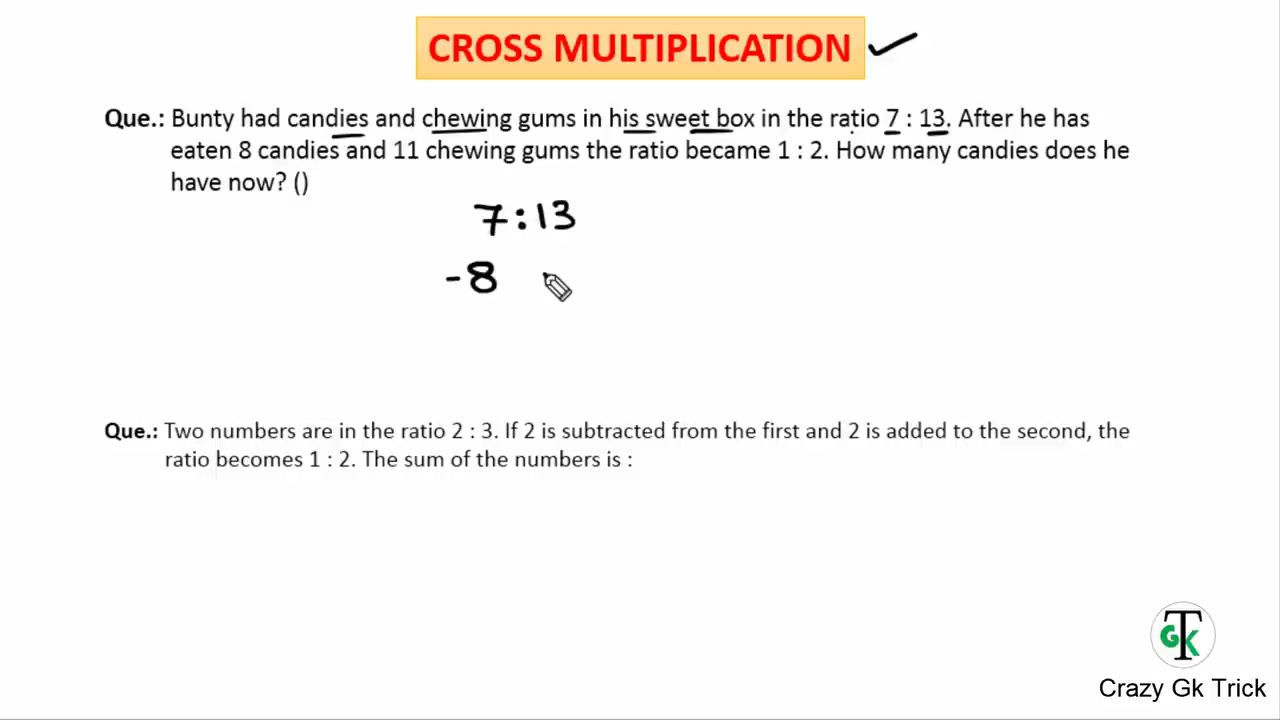 CROSS MULTIPLICATION
Que.: Bunty had candies and chewing gums in his sweet box in the ratio 7 : 13. After he has
eaten 8 candies and 11 chewing gums the ratio became 1 : 2. How many candies does he
have now? ()
7:13
-8
Que.: Two numbers are in the ratio 2 : 3. If 2 is subtracted from the first and 2 is added to the second, the
ratio becomes 1 : 2. The sum of the numbers is :
GTK
Crazy Gk Trick